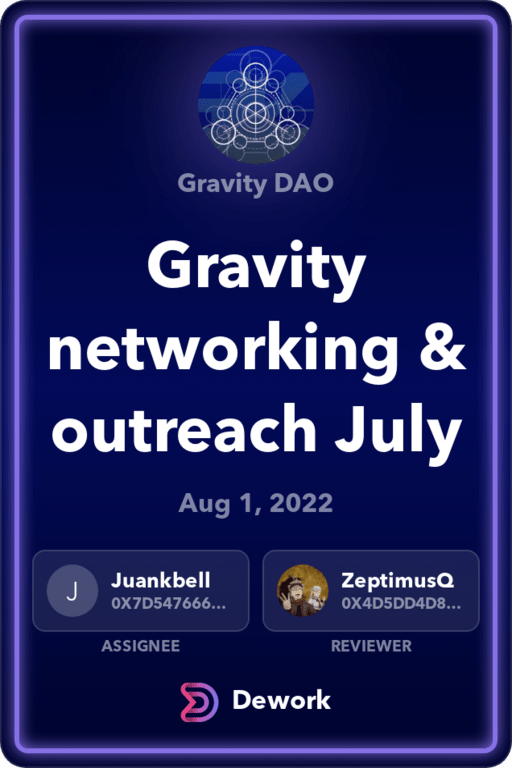 Gravity DAO
Gravity
networking &
outreach July
Aug 1, 2022
J
Juankbell
0X7D547666...
ZeptimusQ
0X4D5DD4D8...
ASSIGNEE
REVIEWER
Dework